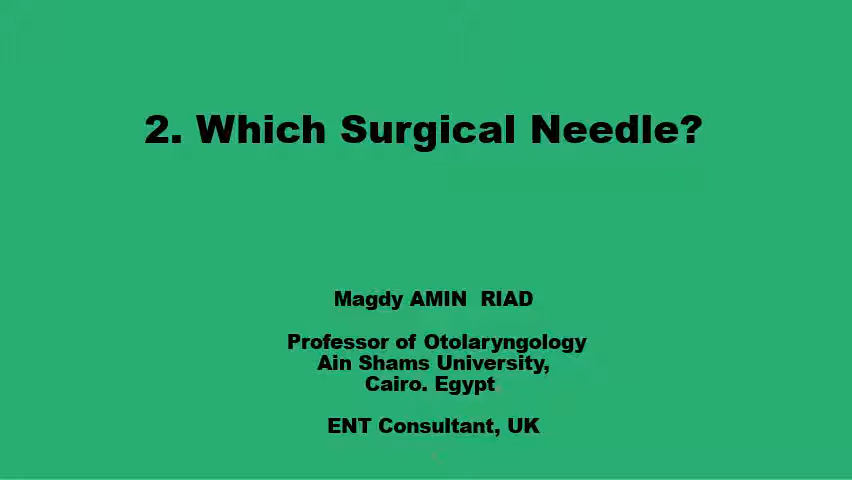 2. Which Surgical Needle?
Magdy AMIN RIAD
Professor of Otolaryngology
Ain Shams University,
Cairo. Egypt
ENT Consultant, UK